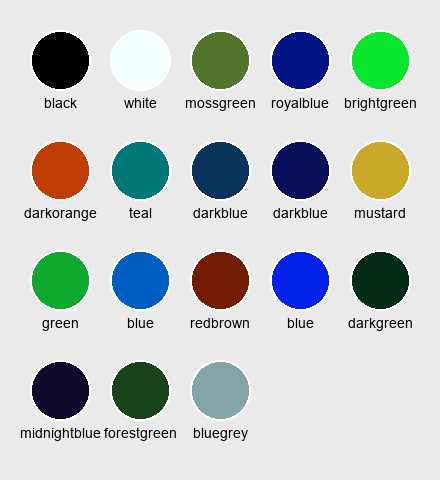 black white mossgreen royalblue brightgreen
darkorange teal darkblue darkblue mustard
green blue redbrown blue darkgreen
midnightblue forestgreen bluegrey